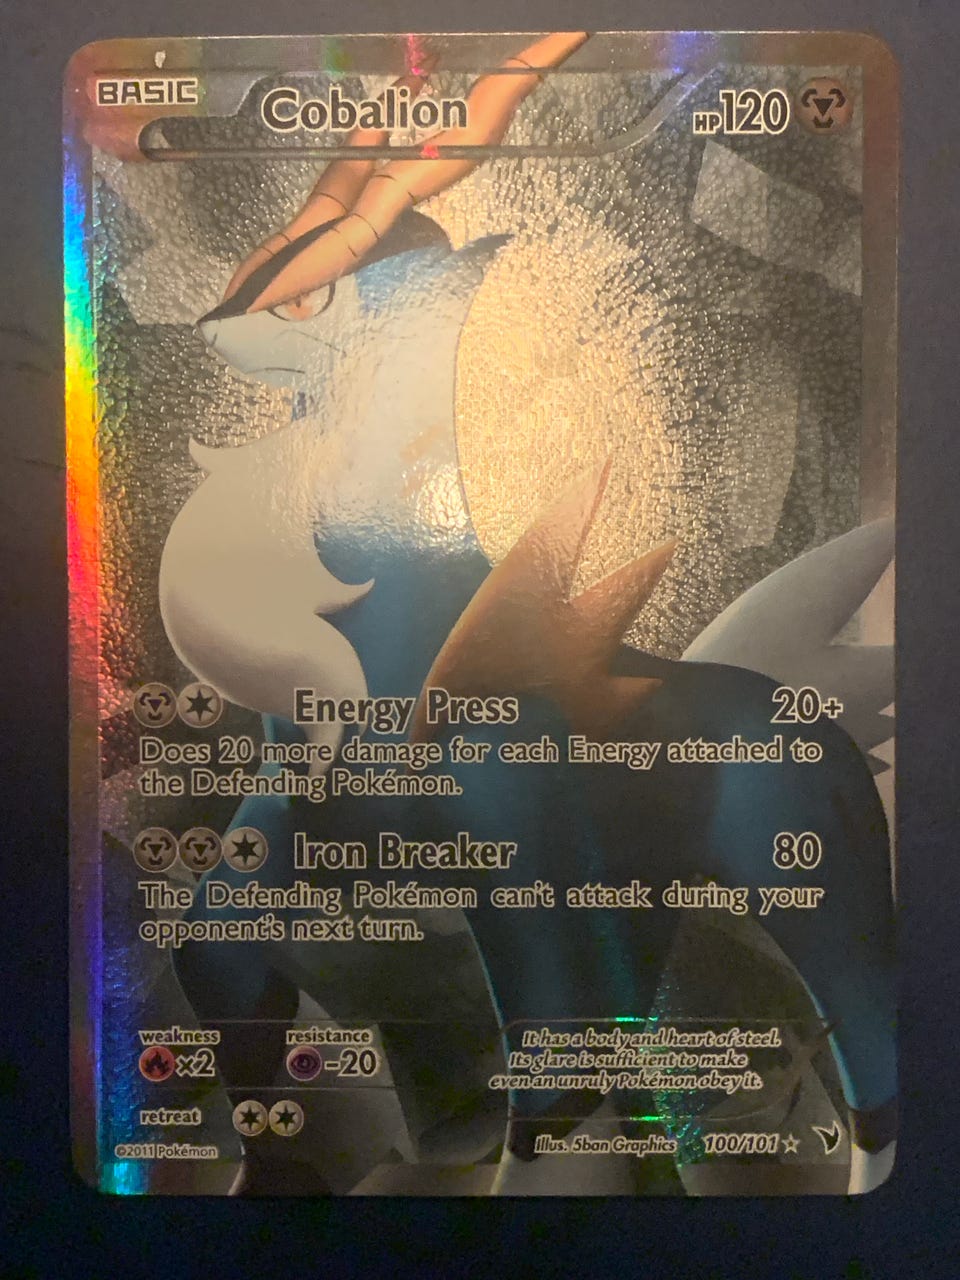 BASIC Cobalion HP120
Energy Press 20+
Does 20 more damage for each Energy attached to
the Defending Pokémon.
Iron Breaker 80
The Defending Pokémon can't attack during your
opponent's next turn.
weakness resistance
×2 -20
It has a body and heart of steel.
Its glare is sufficient to make
even an unruly Pokémon obey it.
retreat
Illus. 5ban Graphics 100/101
©2011 Pokémon